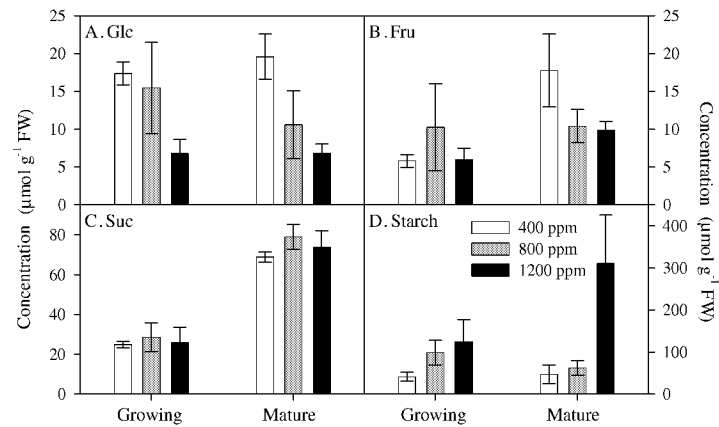 A. Glc
B. Fru
25
20
15
10
5
0
25
20
15
10
5
0
C. Suc
D. Starch
400 ppm
800 ppm
1200 ppm
80
60
40
20
0
400
300
200
100
0
Growing
Mature
Growing
Mature
Concentration (μmol g⁻¹ FW)
Concentration (μmol g⁻¹ FW)